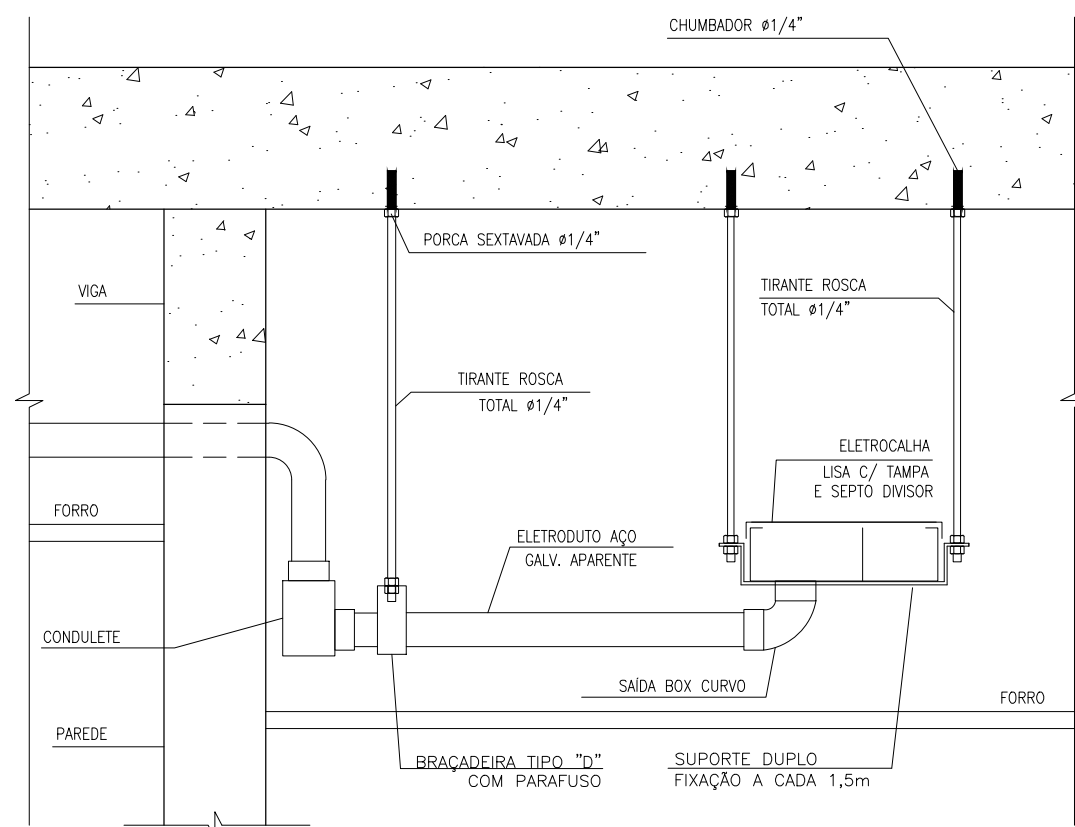 CHUMBADOR ø1/4"
PORCA SEXTAVADA ø1/4"
VIGA
TIRANTE ROSCA
TOTAL ø1/4"
TIRANTE ROSCA
TOTAL ø1/4"
ELETROCALHA
LISA C/ TAMPA
E SEPTO DIVISOR
FORRO
ELETRODUTO AÇO
GALV. APARENTE
CONDULETE
SAÍDA BOX CURVO
FORRO
PAREDE
BRAÇADEIRA TIPO "D"
COM PARAFUSO
SUPORTE DUPLO
FIXAÇÃO A CADA 1,5m